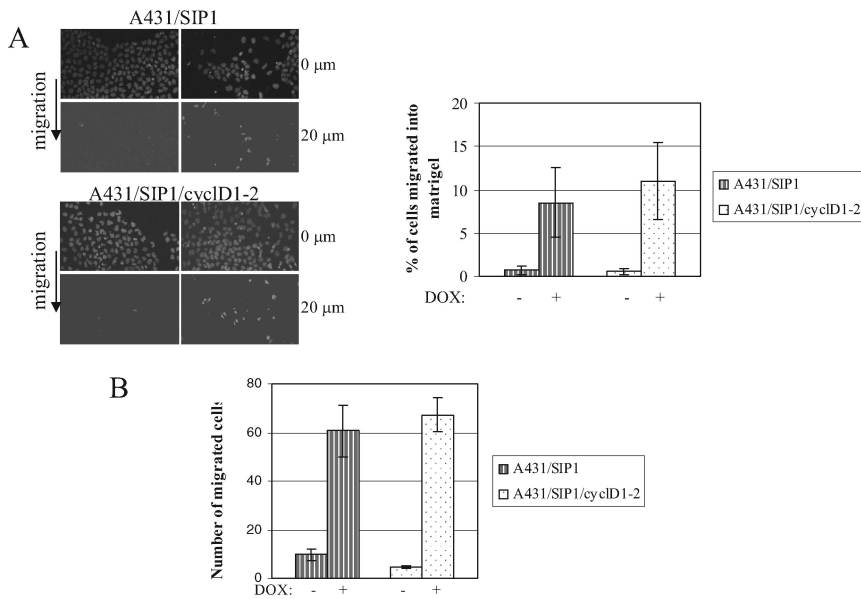 A
A431/SIP1
migration
0 μm
20 μm
A431/SIP1/cyclD1-2
migration
0 μm
20 μm
% of cells migrated into
matrigel
20
15
10
5
0
DOX: - + - +
A431/SIP1
A431/SIP1/cyclD1-2
B
Number of migrated cells
80
60
40
20
0
DOX: - + - +
A431/SIP1
A431/SIP1/cyclD1-2